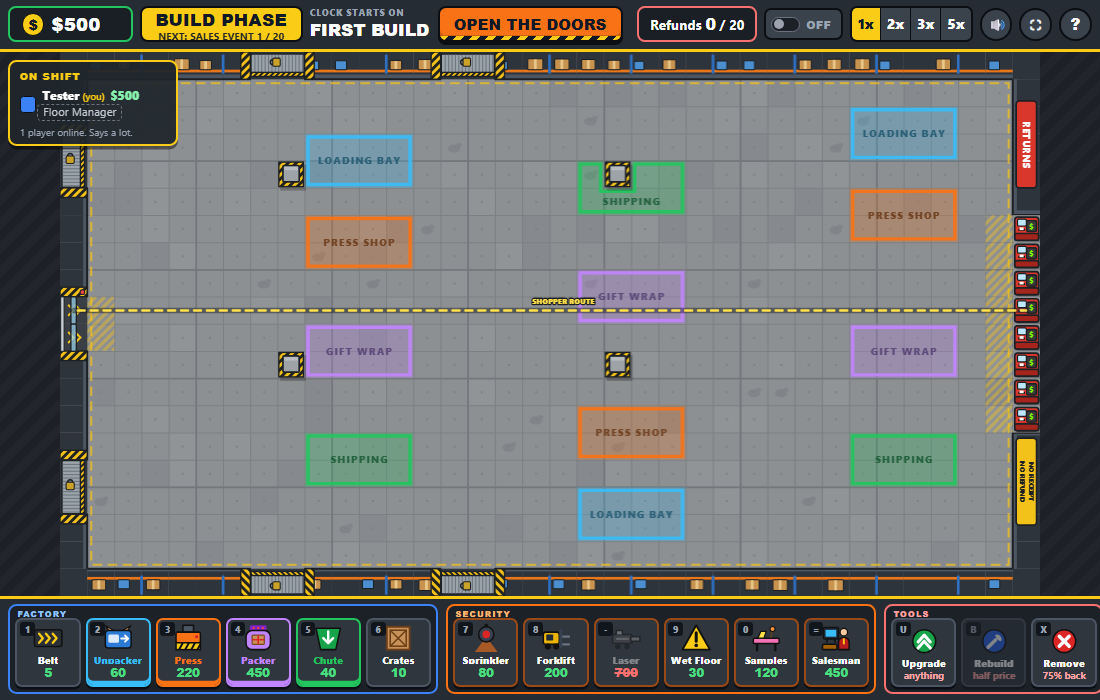 $500
BUILD PHASE
NEXT: SALES EVENT 1 / 20
CLOCK STARTS ON
FIRST BUILD
OPEN THE DOORS
Refunds 0 / 20
OFF
1x
2x
3x
5x
?
ON SHIFT
Tester (you) $500
Floor Manager
1 player online. Says a lot.
LOADING BAY
LOADING BAY
RETURNS
SHIPPING
PRESS SHOP
PRESS SHOP
GIFT WRAP
SHOPPER ROUTE
GIFT WRAP
GIFT WRAP
PRESS SHOP
SHIPPING
SHIPPING
NO RECEIPT
NO REFUND
LOADING BAY
FACTORY
1
Belt
5
2
Unpacker
60
3
Press
220
4
Packer
450
5
Chute
40
6
Crates
10
SECURITY
7
Sprinkler
80
8
Forklift
200
-
Laser
700
9
Wet Floor
30
0
Samples
120
=
Salesman
450
TOOLS
U
Upgrade
anything
B
Rebuild
half price
X
Remove
75% back